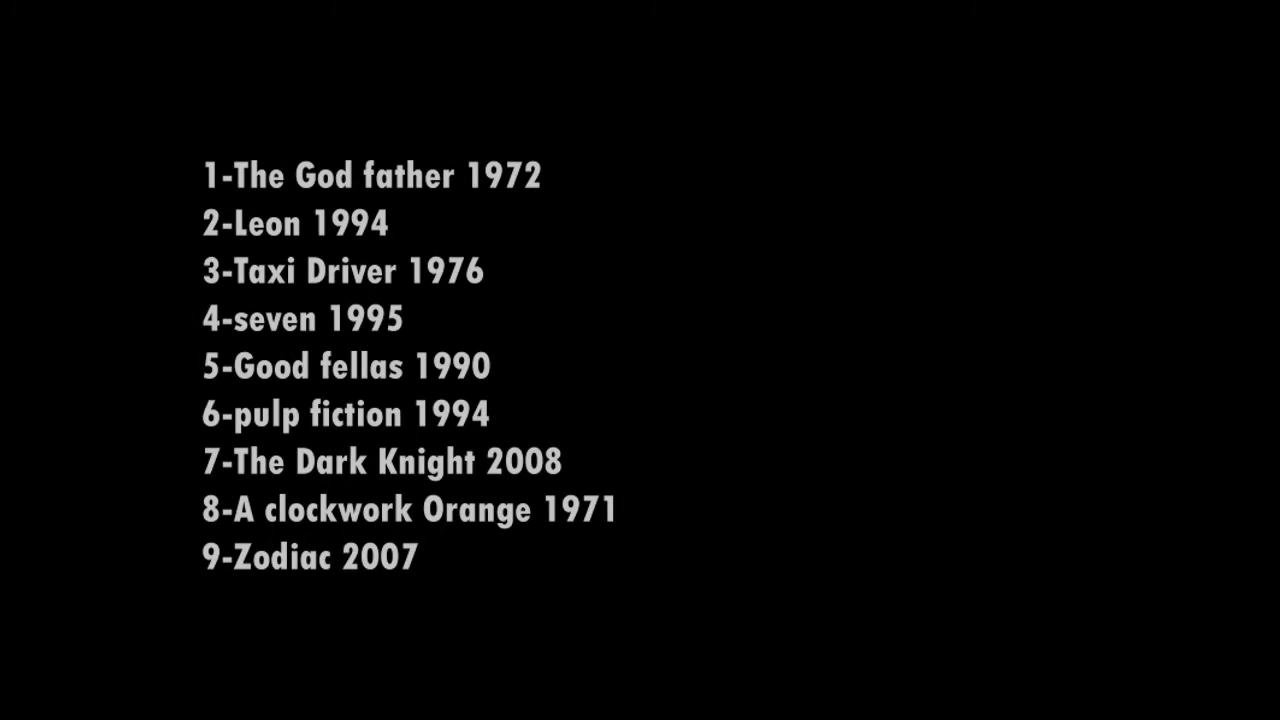 1-The God father 1972
2-Leon 1994
3-Taxi Driver 1976
4-seven 1995
5-Good fellas 1990
6-pulp fiction 1994
7-The Dark Knight 2008
8-A clockwork Orange 1971
9-Zodiac 2007